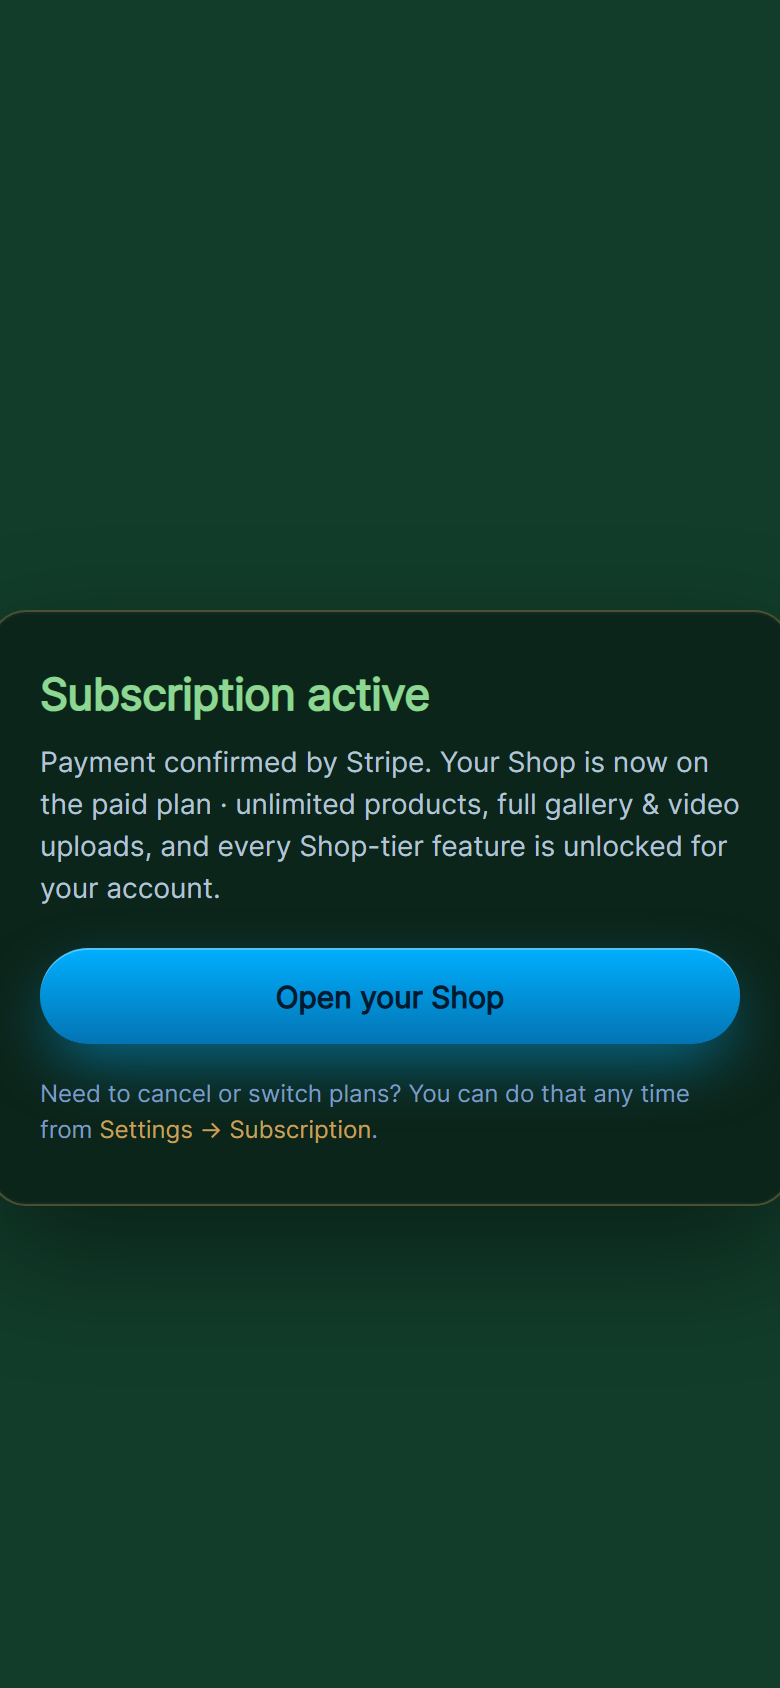 Subscription active
Payment confirmed by Stripe. Your Shop is now on
the paid plan · unlimited products, full gallery & video
uploads, and every Shop-tier feature is unlocked for
your account.
Open your Shop
Need to cancel or switch plans? You can do that any time
from Settings → Subscription.